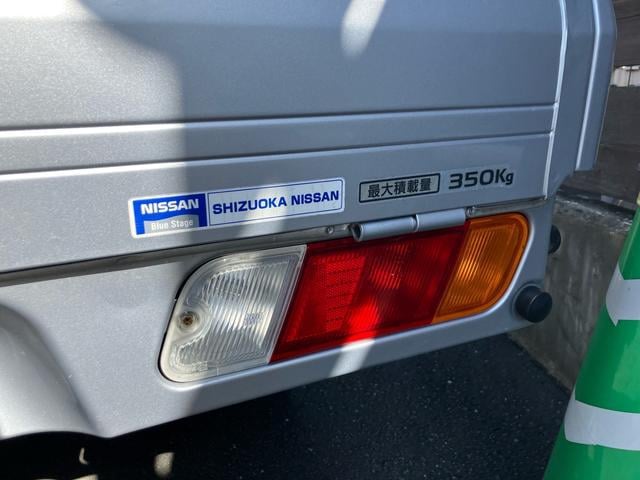 NISSAN
Blue Stage
SHIZUOKA NISSAN
最大積載量 350Kg